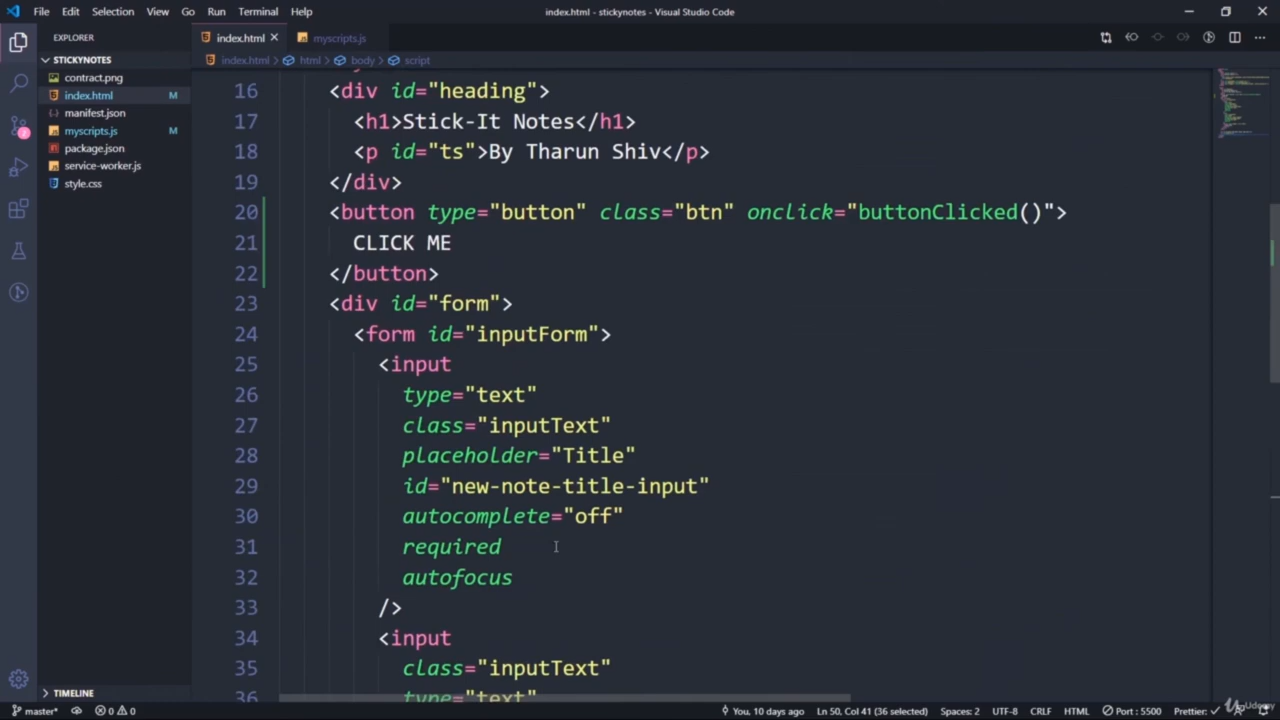 File Edit Selection View Go Run Terminal Help
index.html - stickynotes - Visual Studio Code
EXPLORER
index.html
myscripts.js
STICKYNOTES
index.html html body script
contract.png
index.html M
manifest.json
myscripts.js M
package.json
service-worker.js
style.css
16 <div id="heading">
17 <h1>Stick-It Notes</h1>
18 <p id="ts">By Tharun Shiv</p>
19 </div>
20 <button type="button" class="btn" onclick="buttonClicked()">
21 CLICK ME
22 </button>
23 <div id="form">
24 <form id="inputForm">
25 <input
26 type="text"
27 class="inputText"
28 placeholder="Title"
29 id="new-note-title-input"
30 autocomplete="off"
31 required
32 autofocus
33 />
34 <input
35 class="inputText"
36 type="text"
TIMELINE
master* 0 0 You, 10 days ago Ln 50, Col 41 (36 selected) Spaces: 2 UTF-8 CRLF HTML Port : 5500 Prettier:
Udemy